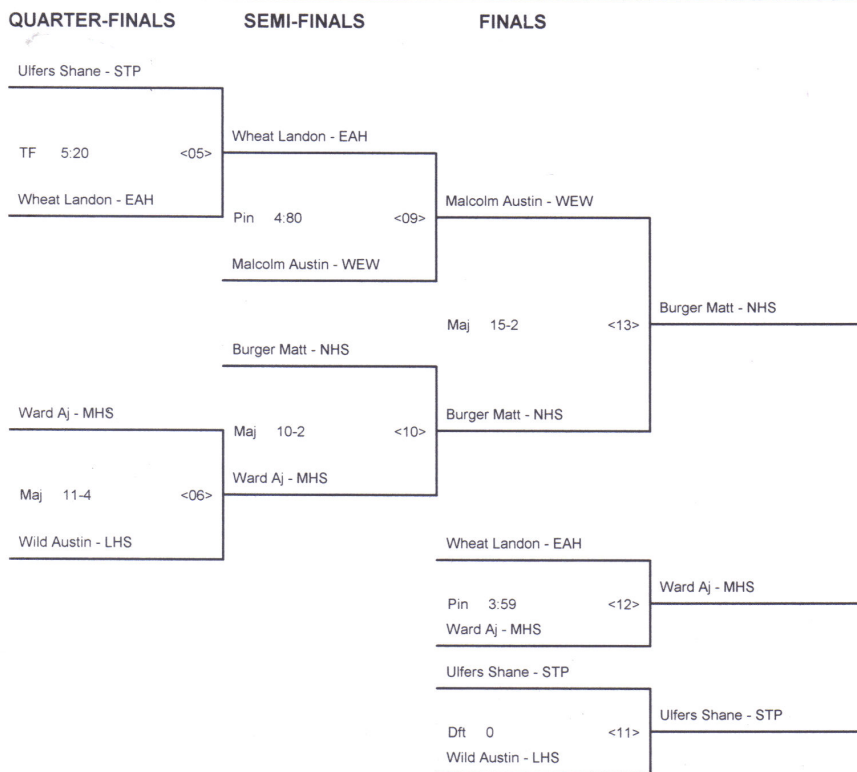 QUARTER-FINALS SEMI-FINALS FINALS
Ulfers Shane - STP
TF 5:20 <05>
Wheat Landon - EAH
Wheat Landon - EAH
Pin 4:80 <09>
Malcolm Austin - WEW
Malcolm Austin - WEW
Maj 15-2 <13>
Burger Matt - NHS
Burger Matt - NHS
Ward Aj - MHS
Maj 10-2 <10>
Burger Matt - NHS
Ward Aj - MHS
Maj 11-4 <06>
Wild Austin - LHS
Wheat Landon - EAH
Pin 3:59 <12>
Ward Aj - MHS
Ward Aj - MHS
Ulfers Shane - STP
Dft 0 <11>
Ulfers Shane - STP
Wild Austin - LHS